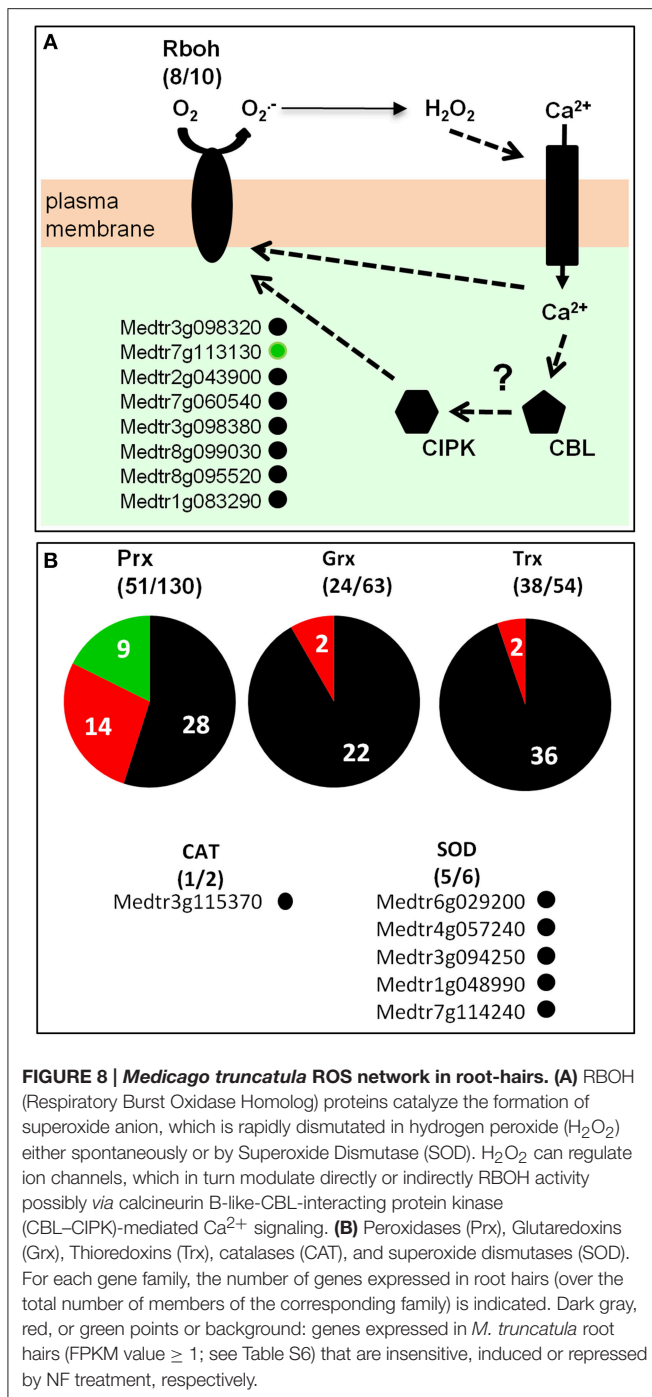 A
Rboh
(8/10)
O₂ O₂·- H₂O₂ Ca²⁺
plasma
membrane
Ca²⁺
Medtr3g098320
Medtr7g113130
Medtr2g043900
Medtr7g060540
Medtr3g098380
Medtr8g099030
Medtr8g095520
Medtr1g083290
?
CIPK CBL
B
Prx Grx Trx
(51/130) (24/63) (38/54)
9 14 28
2 22
2 36
CAT
(1/2)
Medtr3g115370
SOD
(5/6)
Medtr6g029200
Medtr4g057240
Medtr3g094250
Medtr1g048990
Medtr7g114240
FIGURE 8 | Medicago truncatula ROS network in root-hairs. (A) RBOH
(Respiratory Burst Oxidase Homolog) proteins catalyze the formation of
superoxide anion, which is rapidly dismutated in hydrogen peroxide (H₂O₂)
either spontaneously or by Superoxide Dismutase (SOD). H₂O₂ can regulate
ion channels, which in turn modulate directly or indirectly RBOH activity
possibly via calcineurin B-like-CBL-interacting protein kinase
(CBL–CIPK)-mediated Ca²⁺ signaling. (B) Peroxidases (Prx), Glutaredoxins
(Grx), Thioredoxins (Trx), catalases (CAT), and superoxide dismutases (SOD).
For each gene family, the number of genes expressed in root hairs (over the
total number of members of the corresponding family) is indicated. Dark gray,
red, or green points or background: genes expressed in M. truncatula root
hairs (FPKM value ≥ 1; see Table S6) that are insensitive, induced or repressed
by NF treatment, respectively.